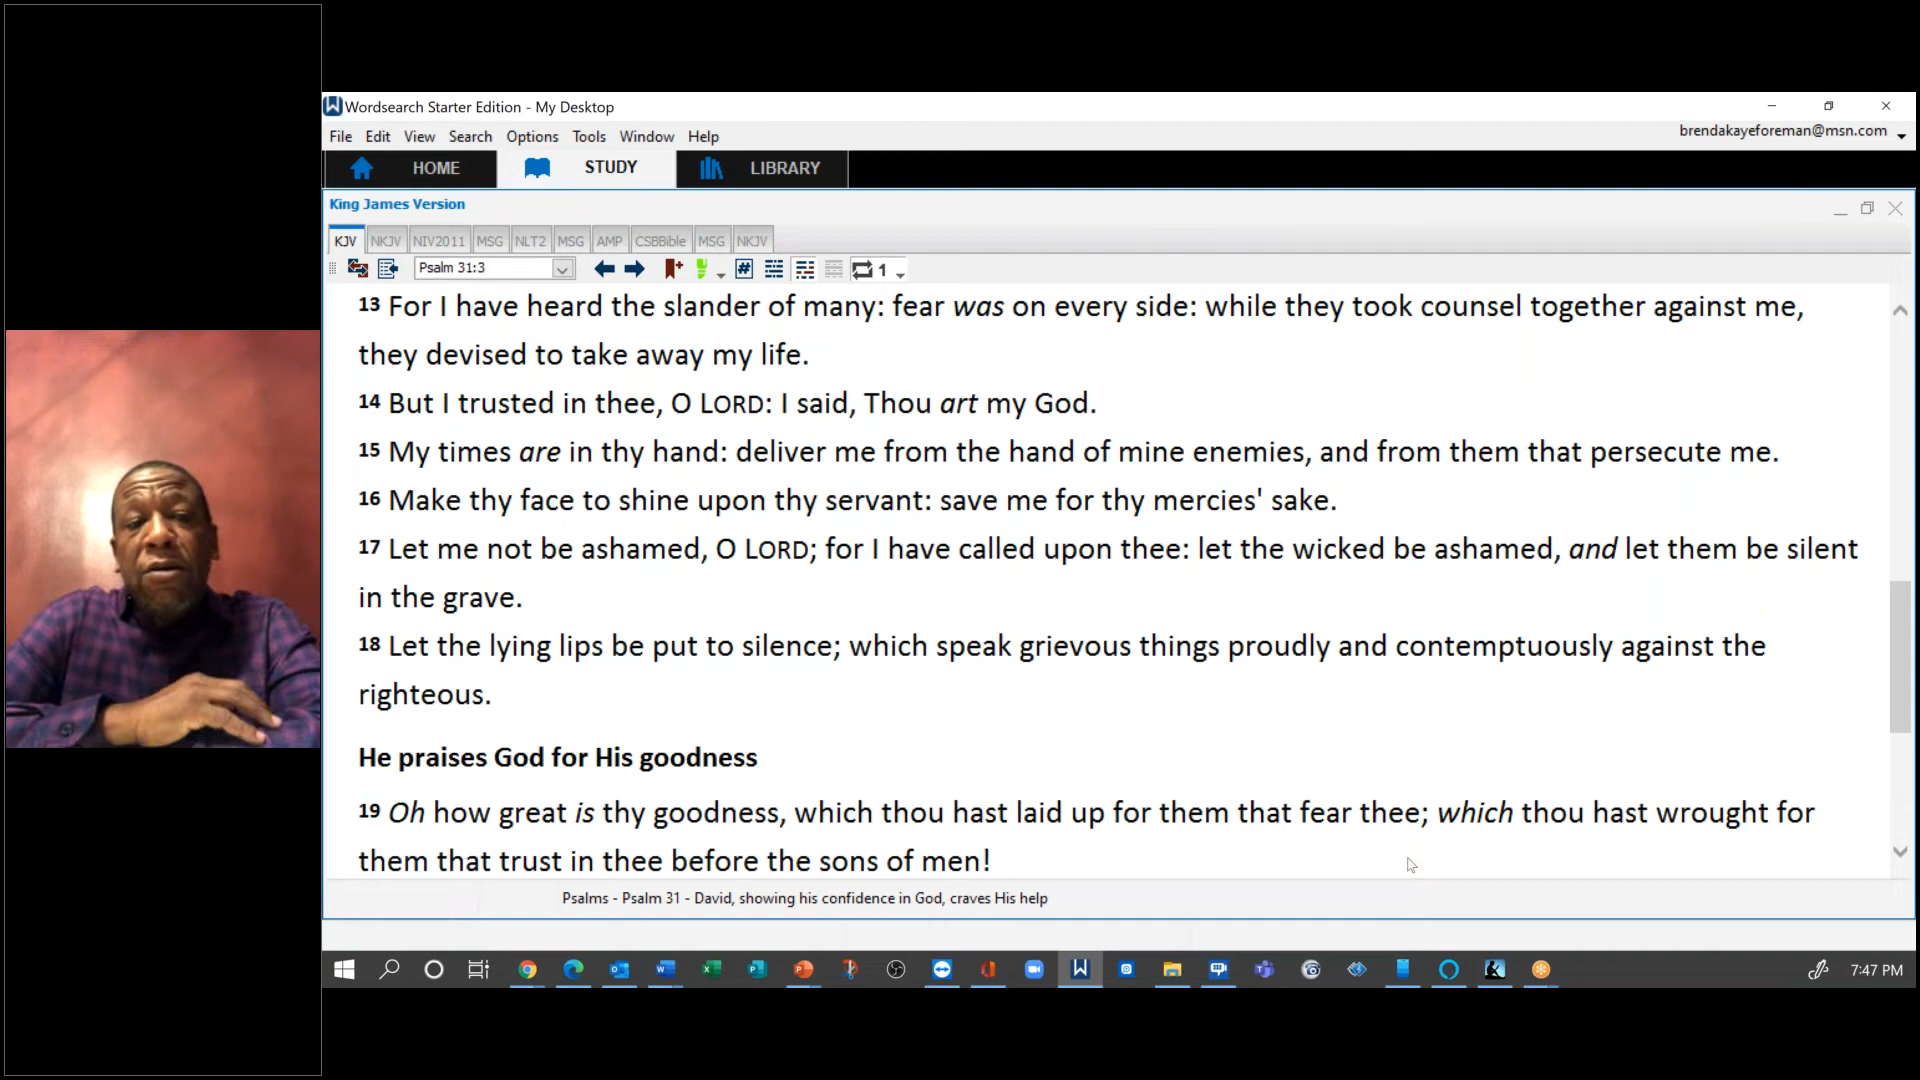 Wordsearch Starter Edition - My Desktop
File Edit View Search Options Tools Window Help
brendakayeforeman@msn.com
HOME STUDY LIBRARY
King James Version
KJV NKJV NIV2011 MSG NLT2 MSG AMP CSBBible MSG NKJV
Psalm 31:3
1
13 For I have heard the slander of many: fear was on every side: while they took counsel together against me,
they devised to take away my life.
14 But I trusted in thee, O LORD: I said, Thou art my God.
15 My times are in thy hand: deliver me from the hand of mine enemies, and from them that persecute me.
16 Make thy face to shine upon thy servant: save me for thy mercies' sake.
17 Let me not be ashamed, O LORD; for I have called upon thee: let the wicked be ashamed, and let them be silent
in the grave.
18 Let the lying lips be put to silence; which speak grievous things proudly and contemptuously against the
righteous.
He praises God for His goodness
19 Oh how great is thy goodness, which thou hast laid up for them that fear thee; which thou hast wrought for
them that trust in thee before the sons of men!
Psalms - Psalm 31 - David, showing his confidence in God, craves His help
7:47 PM